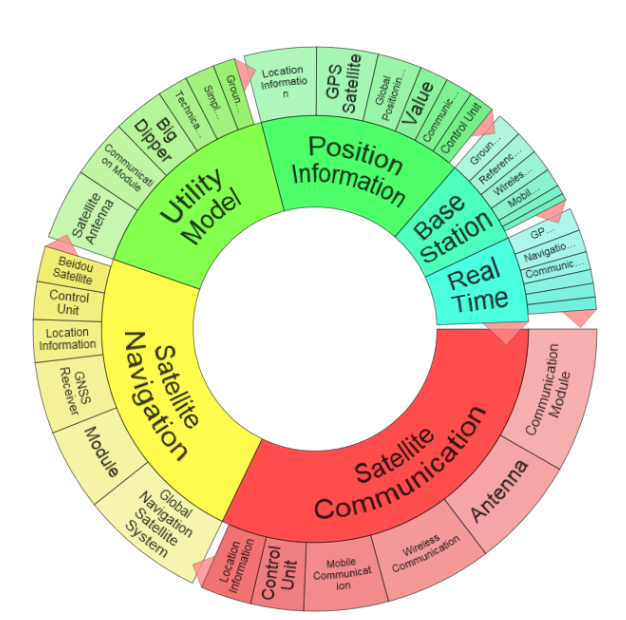 Position
Information
Base
Station
Real
Time
Satellite
Communication
Satellite
Navigation
Utility
Model
Location
Informatio
n
GPS
Satellite
Global
Positionin...
Value
Communic...
Control Unit
Groun...
Referenc...
Wireles...
Mobil...
GP...
Navigatio...
Communic...
Communication
Module
Antenna
Wireless
Communication
Mobile
Communicat
ion
Control
Unit
Location
Information
Global
Navigation
Satellite
System
Module
GNSS
Receiver
Location
Information
Control
Unit
Beidou
Satellite
Satellite
Antenna
Communicati
on Module
Big
Dipper
Technica...
Simpl...
Groun...